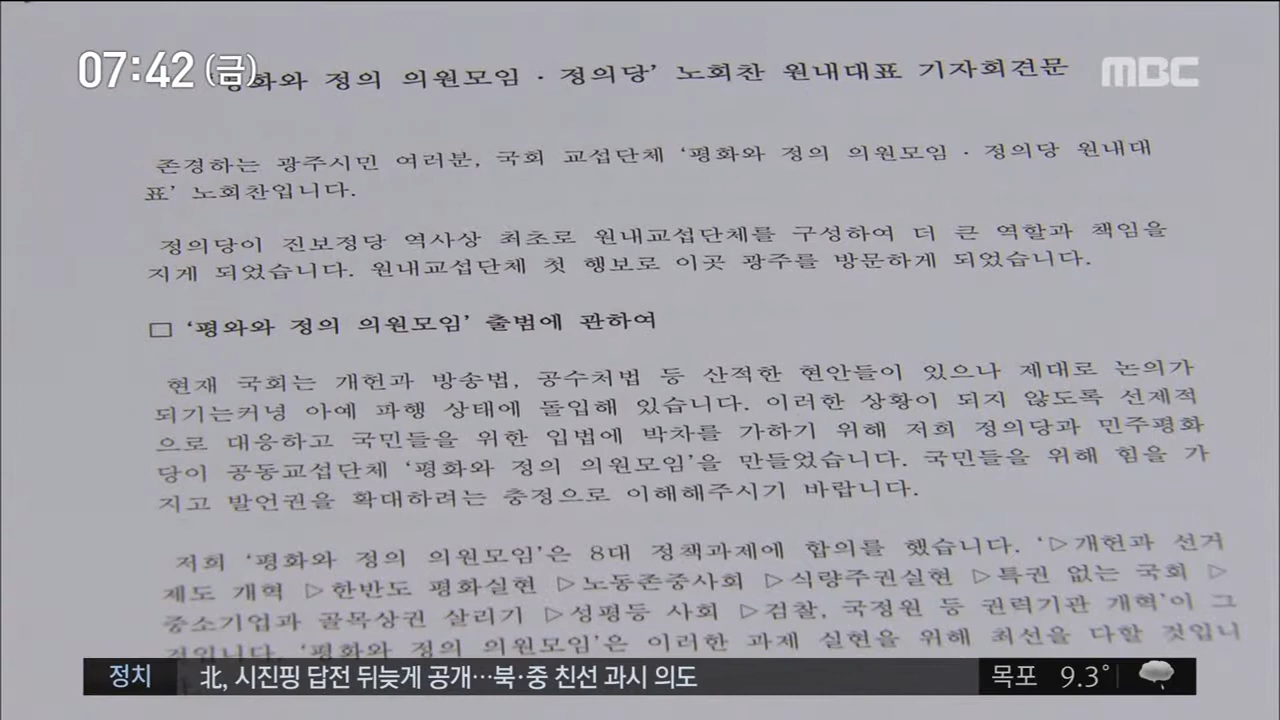 07:42 (금)
MBC
평화와 정의 의원모임 · 정의당’ 노회찬 원내대표 기자회견문
존경하는 광주시민 여러분, 국회 교섭단체 ‘평화와 정의 의원모임 · 정의당 원내대
표’ 노회찬입니다.
정의당이 진보정당 역사상 최초로 원내교섭단체를 구성하여 더 큰 역할과 책임을
지게 되었습니다. 원내교섭단체 첫 행보로 이곳 광주를 방문하게 되었습니다.
□ ‘평와와 정의 의원모임’ 출범에 관하여
현재 국회는 개헌과 방송법, 공수처법 등 산적한 현안들이 있으나 제대로 논의가
되기는커녕 아예 파행 상태에 돌입해 있습니다. 이러한 상황이 되지 않도록 선제적
으로 대응하고 국민들을 위한 입법에 박차를 가하기 위해 저희 정의당과 민주평화
당이 공동교섭단체 ‘평화와 정의 의원모임’을 만들었습니다. 국민들을 위해 힘을 가
지고 발언권을 확대하려는 충정으로 이해해주시기 바랍니다.
저희 ‘평화와 정의 의원모임’은 8대 정책과제에 합의를 했습니다. ‘▷개헌과 선거
제도 개혁 ▷한반도 평화실현 ▷노동존중사회 ▷식량주권실현 ▷특권 없는 국회 ▷
중소기업과 골목상권 살리기 ▷성평등 사회 ▷검찰, 국정원 등 권력기관 개혁’이 그
것입니다. ‘평화와 정의 의원모임’은 이러한 과제 실현을 위해 최선을 다할 것입니
정치 北, 시진핑 답전 뒤늦게 공개…북·중 친선 과시 의도 목포 9.3°